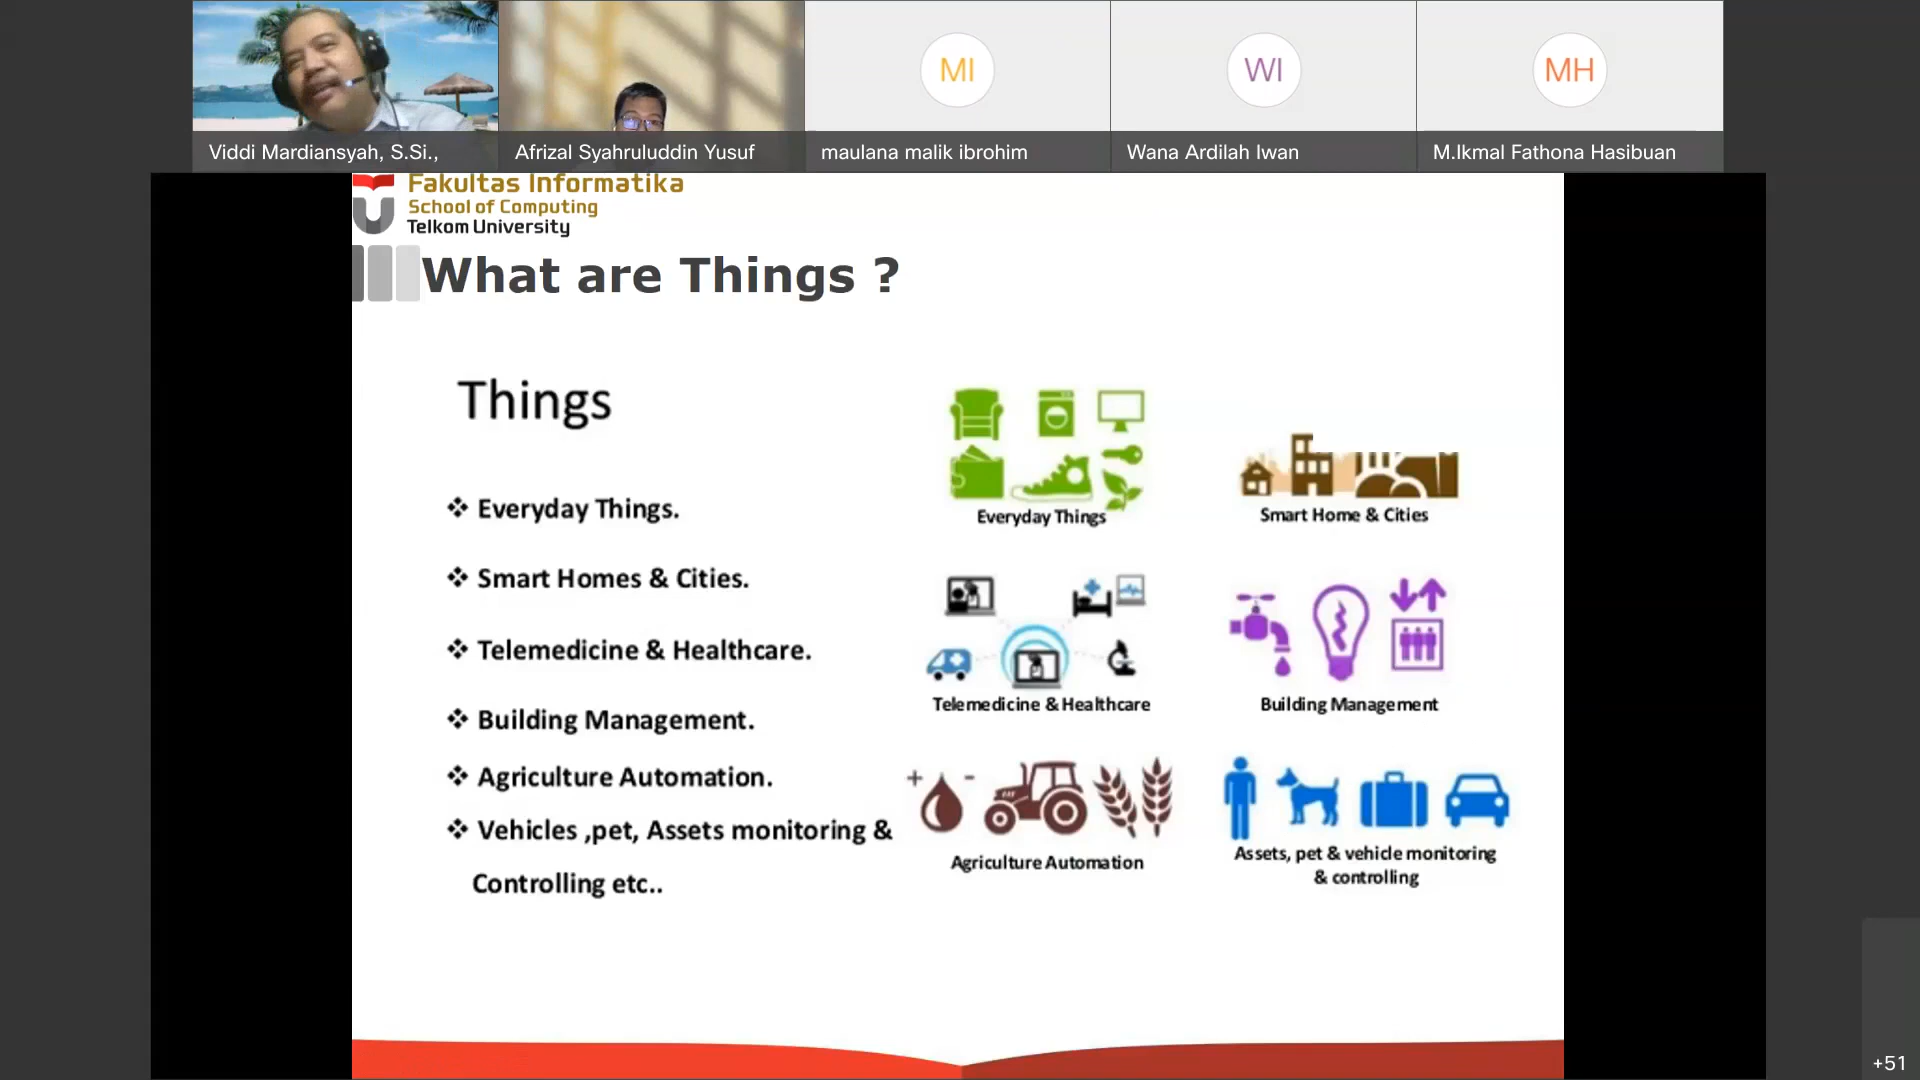 MI
WI
MH
Viddi Mardiansyah, S.Si.,
Afrizal Syahruluddin Yusuf
maulana malik ibrohim
Wana Ardilah Iwan
M.Ikmal Fathona Hasibuan
Fakultas Informatika
School of Computing
Telkom University
What are Things ?
Things
❖ Everyday Things.
❖ Smart Homes & Cities.
❖ Telemedicine & Healthcare.
❖ Building Management.
❖ Agriculture Automation.
❖ Vehicles ,pet, Assets monitoring &
Controlling etc..
Everyday Things
Smart Home & Cities
Telemedicine & Healthcare
Building Management
Agriculture Automation
Assets, pet & vehicle monitoring
& controlling
+51